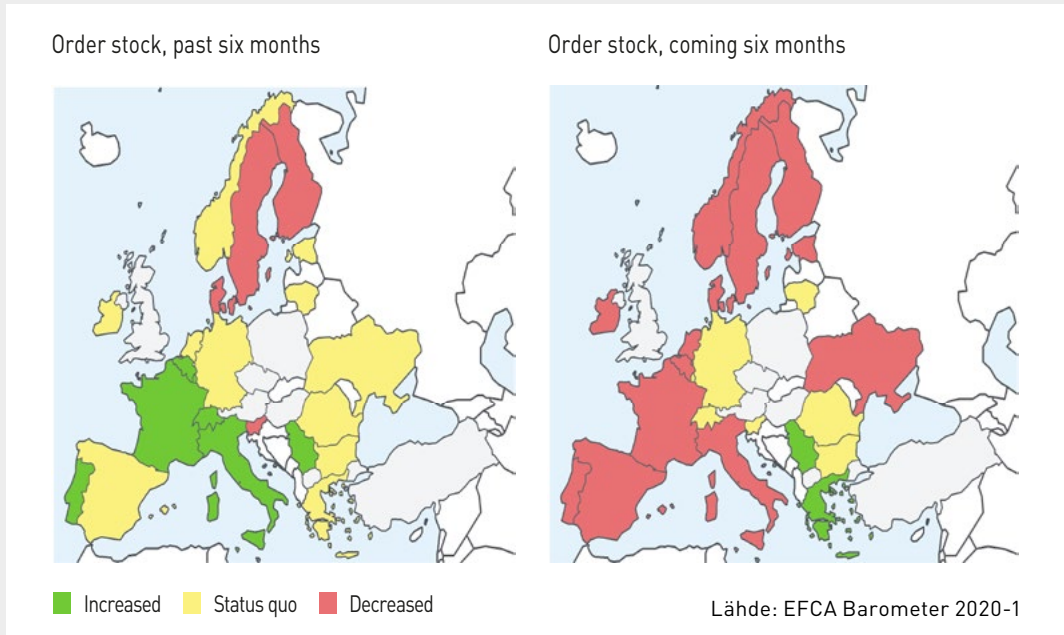 Order stock, past six months
Order stock, coming six months
Increased
Status quo
Decreased
Lähde: EFCA Barometer 2020-1